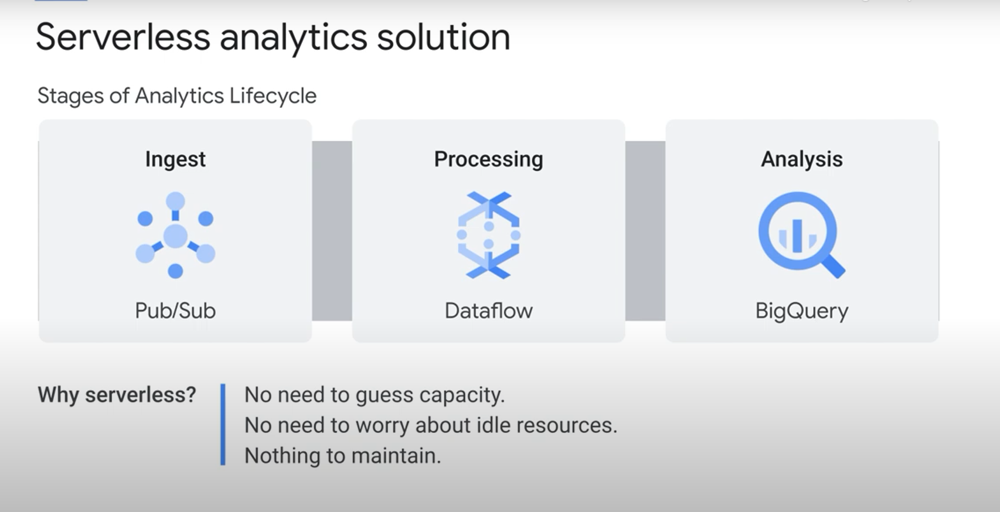 Serverless analytics solution
Stages of Analytics Lifecycle
Ingest
Pub/Sub
Processing
Dataflow
Analysis
BigQuery
Why serverless?
No need to guess capacity.
No need to worry about idle resources.
Nothing to maintain.